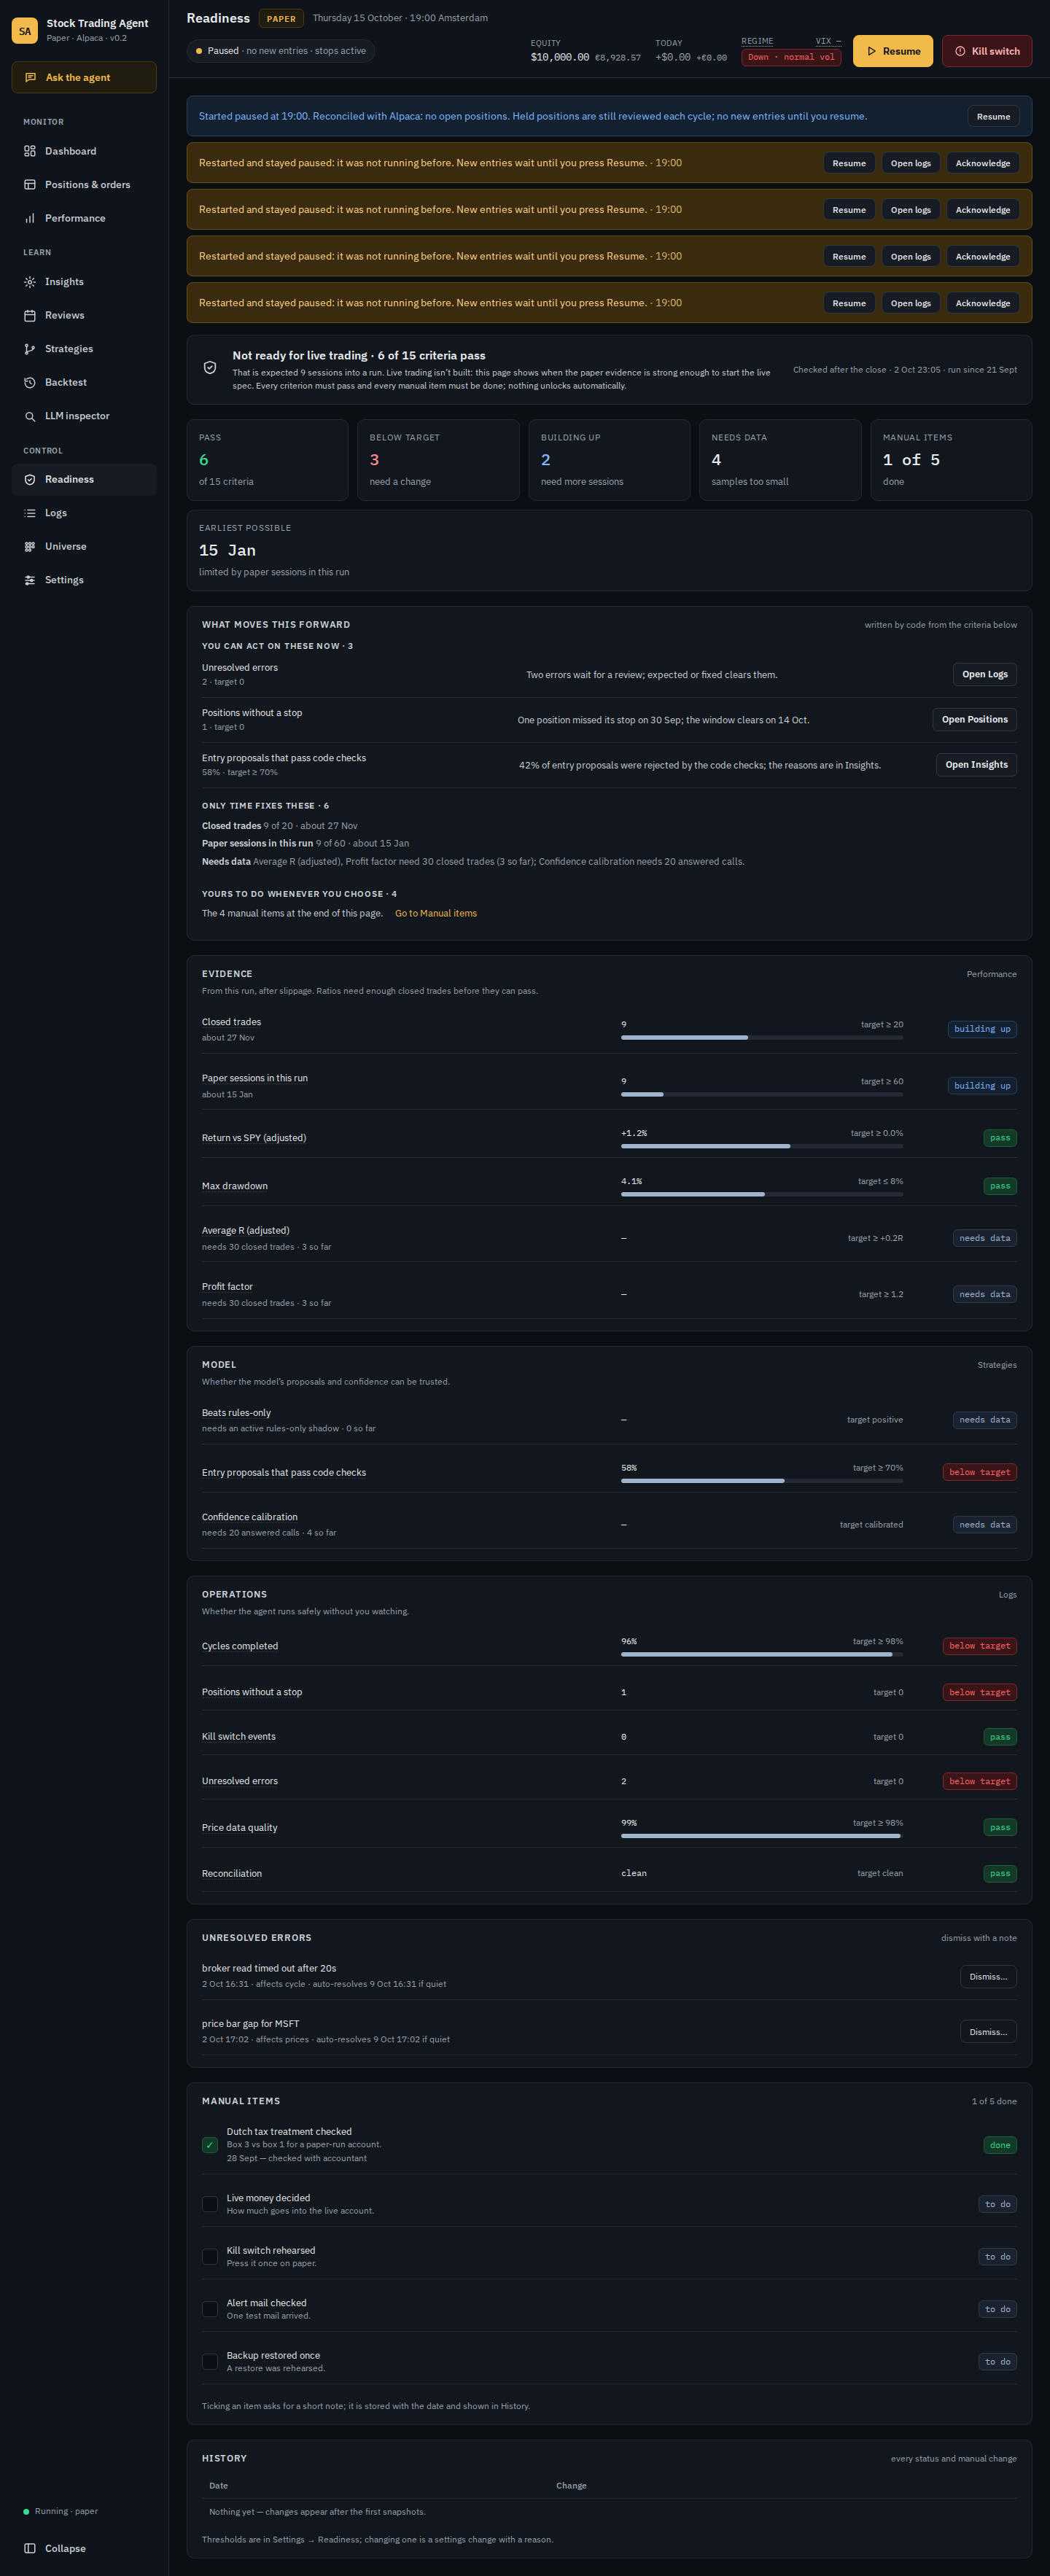 SA
Stock Trading Agent
Paper · Alpaca · v0.2
Ask the agent
MONITOR
Dashboard
Positions & orders
Performance
LEARN
Insights
Reviews
Strategies
Backtest
LLM inspector
CONTROL
Readiness
Logs
Universe
Settings
Running · paper
Collapse
Readiness
PAPER
Thursday 15 October · 19:00 Amsterdam
Paused · no new entries · stops active
EQUITY
$10,000.00 €8,928.57
TODAY
+$0.00 +€0.00
REGIME
VIX —
Down · normal vol
Resume
Kill switch
Started paused at 19:00. Reconciled with Alpaca: no open positions. Held positions are still reviewed each cycle; no new entries until you resume.
Resume
Restarted and stayed paused: it was not running before. New entries wait until you press Resume. · 19:00
Resume
Open logs
Acknowledge
Restarted and stayed paused: it was not running before. New entries wait until you press Resume. · 19:00
Resume
Open logs
Acknowledge
Restarted and stayed paused: it was not running before. New entries wait until you press Resume. · 19:00
Resume
Open logs
Acknowledge
Restarted and stayed paused: it was not running before. New entries wait until you press Resume. · 19:00
Resume
Open logs
Acknowledge
Not ready for live trading · 6 of 15 criteria pass
That is expected 9 sessions into a run. Live trading isn't built: this page shows when the paper evidence is strong enough to start the live
spec. Every criterion must pass and every manual item must be done; nothing unlocks automatically.
Checked after the close · 2 Oct 23:05 · run since 21 Sept
PASS
6
of 15 criteria
BELOW TARGET
3
need a change
BUILDING UP
2
need more sessions
NEEDS DATA
4
samples too small
MANUAL ITEMS
1 of 5
done
EARLIEST POSSIBLE
15 Jan
limited by paper sessions in this run
WHAT MOVES THIS FORWARD
written by code from the criteria below
YOU CAN ACT ON THESE NOW · 3
Unresolved errors
2 · target 0
Two errors wait for a review; expected or fixed clears them.
Open Logs
Positions without a stop
1 · target 0
One position missed its stop on 30 Sep; the window clears on 14 Oct.
Open Positions
Entry proposals that pass code checks
58% · target ≥ 70%
42% of entry proposals were rejected by the code checks; the reasons are in Insights.
Open Insights
ONLY TIME FIXES THESE · 6
Closed trades 9 of 20 · about 27 Nov
Paper sessions in this run 9 of 60 · about 15 Jan
Needs data Average R (adjusted), Profit factor need 30 closed trades (3 so far); Confidence calibration needs 20 answered calls.
YOURS TO DO WHENEVER YOU CHOOSE · 4
The 4 manual items at the end of this page. Go to Manual items
EVIDENCE
Performance
From this run, after slippage. Ratios need enough closed trades before they can pass.
Closed trades
about 27 Nov
9
target ≥ 20
building up
Paper sessions in this run
about 15 Jan
9
target ≥ 60
building up
Return vs SPY (adjusted)
+1.2%
target ≥ 0.0%
pass
Max drawdown
4.1%
target ≤ 8%
pass
Average R (adjusted)
needs 30 closed trades · 3 so far
—
target ≥ +0.2R
needs data
Profit factor
needs 30 closed trades · 3 so far
—
target ≥ 1.2
needs data
MODEL
Strategies
Whether the model's proposals and confidence can be trusted.
Beats rules-only
needs an active rules-only shadow · 0 so far
—
target positive
needs data
Entry proposals that pass code checks
58%
target ≥ 70%
below target
Confidence calibration
needs 20 answered calls · 4 so far
—
target calibrated
needs data
OPERATIONS
Logs
Whether the agent runs safely without you watching.
Cycles completed
96%
target ≥ 98%
below target
Positions without a stop
1
target 0
below target
Kill switch events
0
target 0
pass
Unresolved errors
2
target 0
below target
Price data quality
99%
target ≥ 98%
pass
Reconciliation
clean
target clean
pass
UNRESOLVED ERRORS
dismiss with a note
broker read timed out after 20s
2 Oct 16:31 · affects cycle · auto-resolves 9 Oct 16:31 if quiet
Dismiss…
price bar gap for MSFT
2 Oct 17:02 · affects prices · auto-resolves 9 Oct 17:02 if quiet
Dismiss…
MANUAL ITEMS
1 of 5 done
Dutch tax treatment checked
Box 3 vs box 1 for a paper-run account.
28 Sept — checked with accountant
done
Live money decided
How much goes into the live account.
to do
Kill switch rehearsed
Press it once on paper.
to do
Alert mail checked
One test mail arrived.
to do
Backup restored once
A restore was rehearsed.
to do
Ticking an item asks for a short note; it is stored with the date and shown in History.
HISTORY
every status and manual change
Date
Change
Nothing yet — changes appear after the first snapshots.
Thresholds are in Settings → Readiness; changing one is a settings change with a reason.